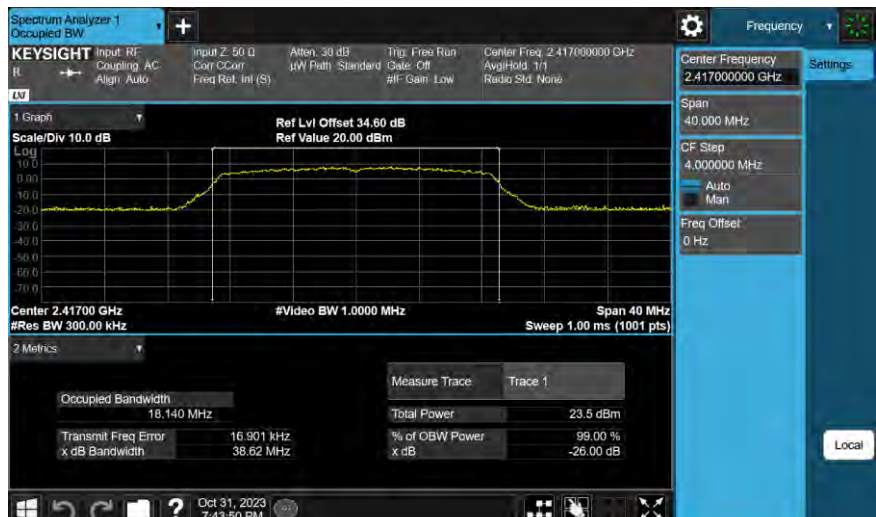 Spectrum Analyzer 1
Occupied BW
Frequency
KEYSIGHT
Input: RF
Coupling: AC
Align: Auto
Input Z: 50 Ω
Corr CCorr
Freq Ref: Int (S)
Atten: 30 dB
µW Path: Standard
Trig: Free Run
Gate: Off
#IF Gain: Low
Center Freq: 2.417000000 GHz
Avg|Hold: 1/1
Radio Std: None
R
LXI
Center Frequency
2.417000000 GHz
Settings
Span
40.000 MHz
CF Step
4.000000 MHz
Auto
Man
Freq Offset
0 Hz
Local
1 Graph
Scale/Div 10.0 dB
Ref Lvl Offset 34.60 dB
Ref Value 20.00 dBm
Log
10.0
0.00
-10.0
-20.0
-30.0
-40.0
-50.0
-60.0
-70.0
Center 2.41700 GHz
#Res BW 300.00 kHz
#Video BW 1.0000 MHz
Span 40 MHz
Sweep 1.00 ms (1001 pts)
2 Metrics
Measure Trace Trace 1
Occupied Bandwidth
18.140 MHz
Total Power 23.5 dBm
Transmit Freq Error 16.901 kHz
% of OBW Power 99.00 %
x dB Bandwidth 38.62 MHz
x dB -26.00 dB
?
Oct 31, 2023
7:43:50 PM